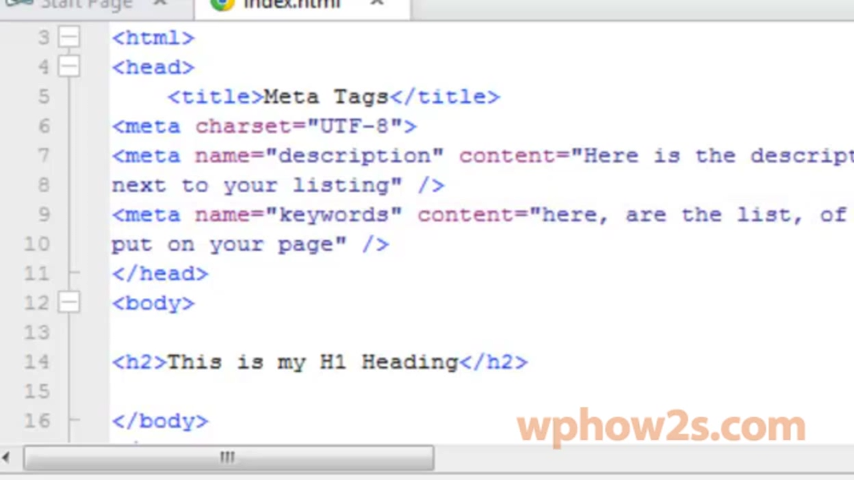 Start Page index.html
3 <html>
4 <head>
5 <title>Meta Tags</title>
6 <meta charset="UTF-8">
7 <meta name="description" content="Here is the descript
8 next to your listing" />
9 <meta name="keywords" content="here, are the list, of
10 put on your page" />
11 </head>
12 <body>
13
14 <h2>This is my H1 Heading</h2>
15
16 </body>
wphow2s.com